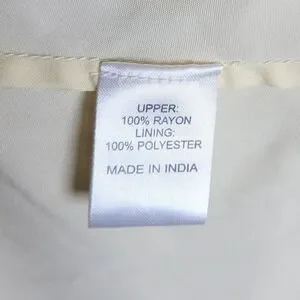 UPPER:
100% RAYON
LINING:
100% POLYESTER
MADE IN INDIA